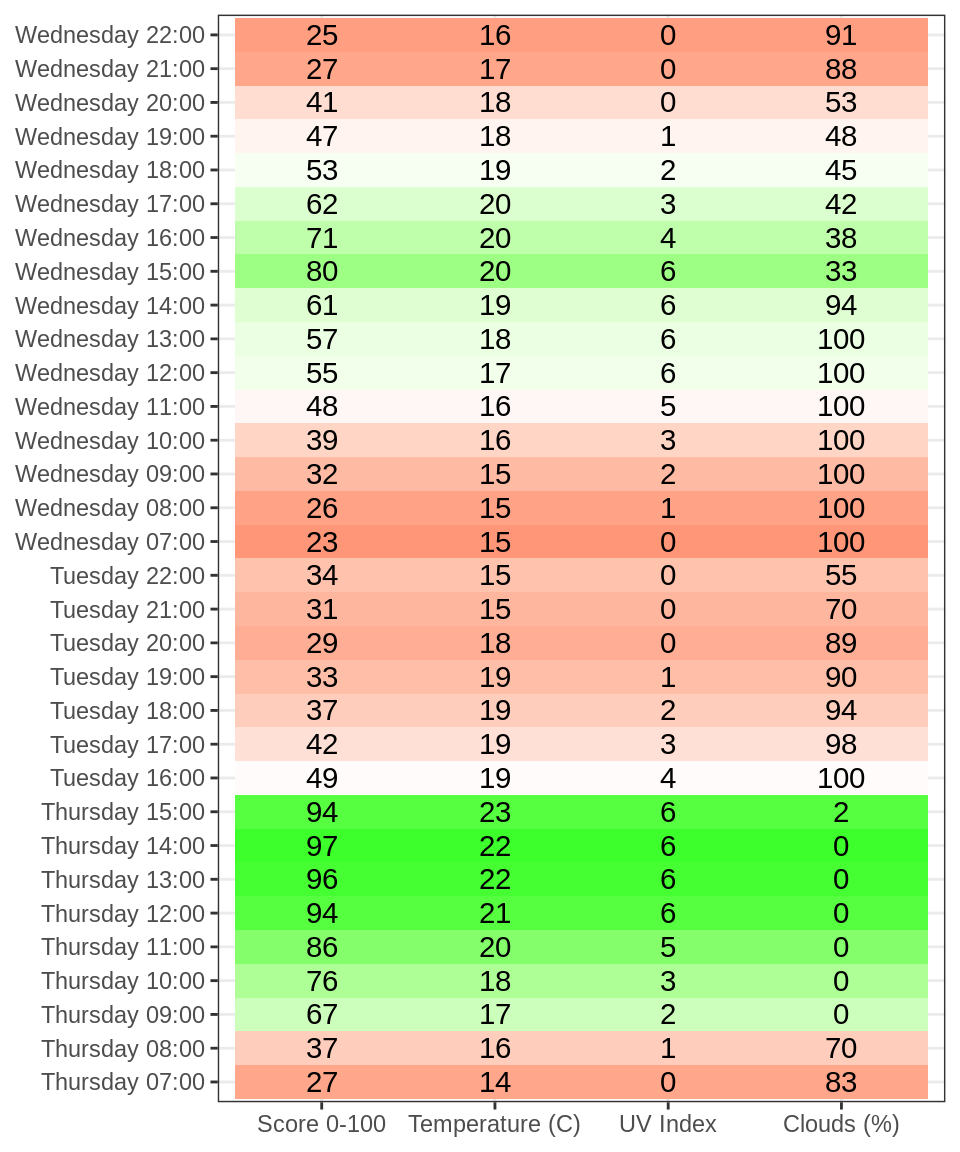 Wednesday 22:00 25 16 0 91
Wednesday 21:00 27 17 0 88
Wednesday 20:00 41 18 0 53
Wednesday 19:00 47 18 1 48
Wednesday 18:00 53 19 2 45
Wednesday 17:00 62 20 3 42
Wednesday 16:00 71 20 4 38
Wednesday 15:00 80 20 6 33
Wednesday 14:00 61 19 6 94
Wednesday 13:00 57 18 6 100
Wednesday 12:00 55 17 6 100
Wednesday 11:00 48 16 5 100
Wednesday 10:00 39 16 3 100
Wednesday 09:00 32 15 2 100
Wednesday 08:00 26 15 1 100
Wednesday 07:00 23 15 0 100
Tuesday 22:00 34 15 0 55
Tuesday 21:00 31 15 0 70
Tuesday 20:00 29 18 0 89
Tuesday 19:00 33 19 1 90
Tuesday 18:00 37 19 2 94
Tuesday 17:00 42 19 3 98
Tuesday 16:00 49 19 4 100
Thursday 15:00 94 23 6 2
Thursday 14:00 97 22 6 0
Thursday 13:00 96 22 6 0
Thursday 12:00 94 21 6 0
Thursday 11:00 86 20 5 0
Thursday 10:00 76 18 3 0
Thursday 09:00 67 17 2 0
Thursday 08:00 37 16 1 70
Thursday 07:00 27 14 0 83
Score 0-100 Temperature (C) UV Index Clouds (%)